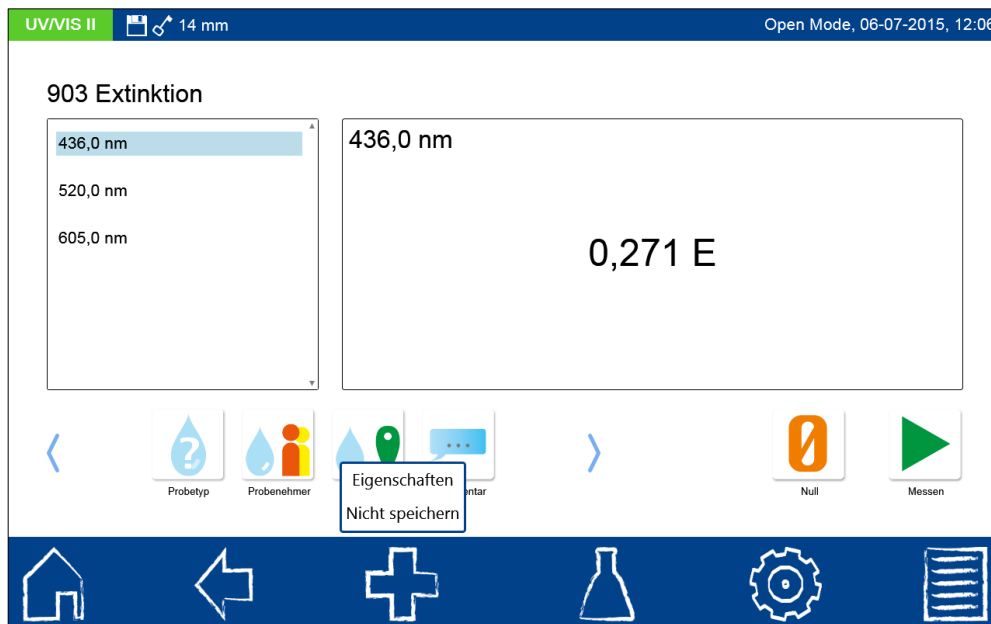 UV/VIS II 14 mm Open Mode, 06-07-2015, 12:06
903 Extinktion
436,0 nm
520,0 nm
605,0 nm
436,0 nm
0,271 E
Probetyp
Probenehmer
entar
Eigenschaften
Nicht speichern
Null
Messen